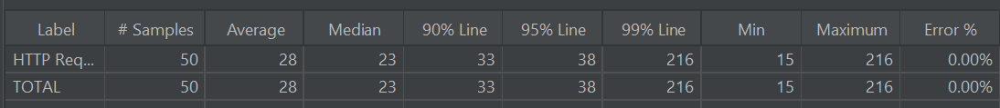 Label # Samples Average Median 90% Line 95% Line 99% Line Min Maximum Error %
HTTP Req... 50 28 23 33 38 216 15 216 0.00%
TOTAL 50 28 23 33 38 216 15 216 0.00%